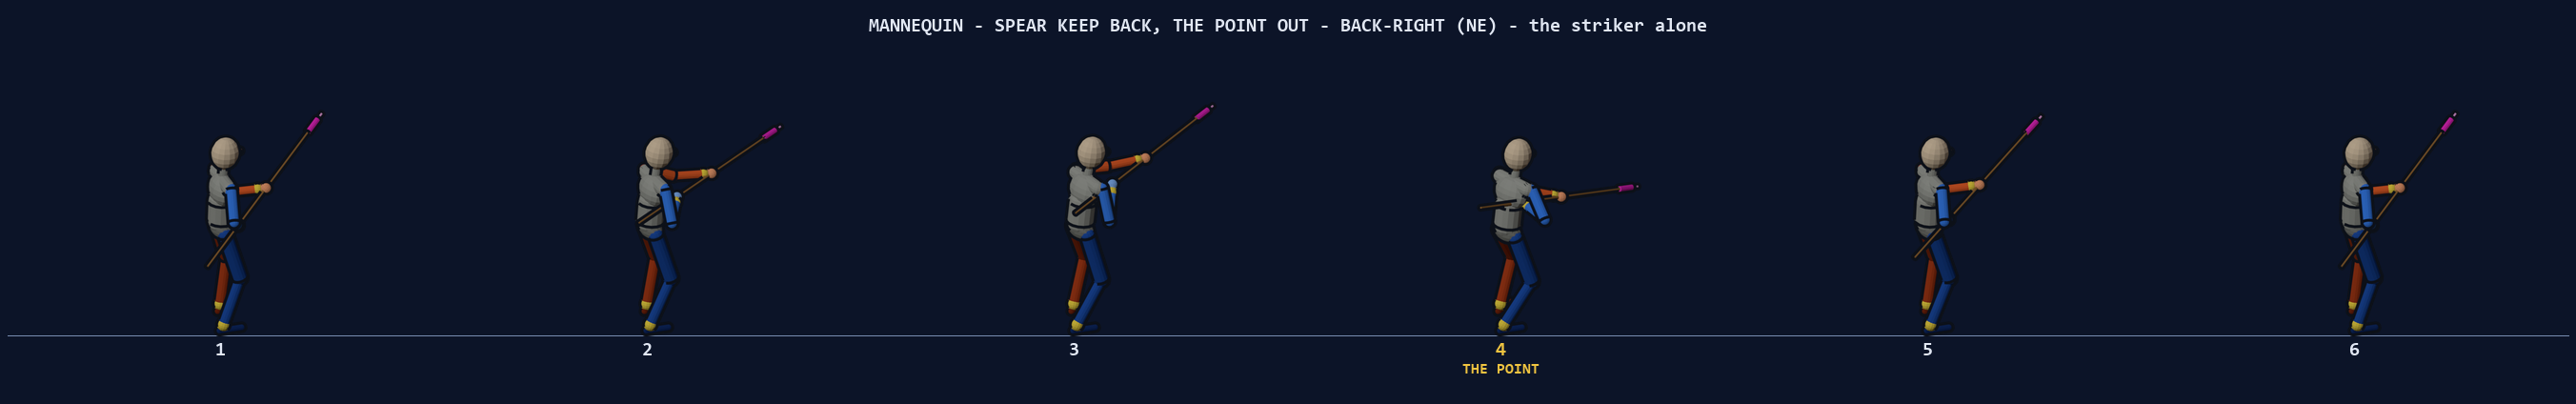 MANNEQUIN - SPEAR KEEP BACK, THE POINT OUT - BACK-RIGHT (NE) - the striker alone
1 2 3 4 5 6
THE POINT